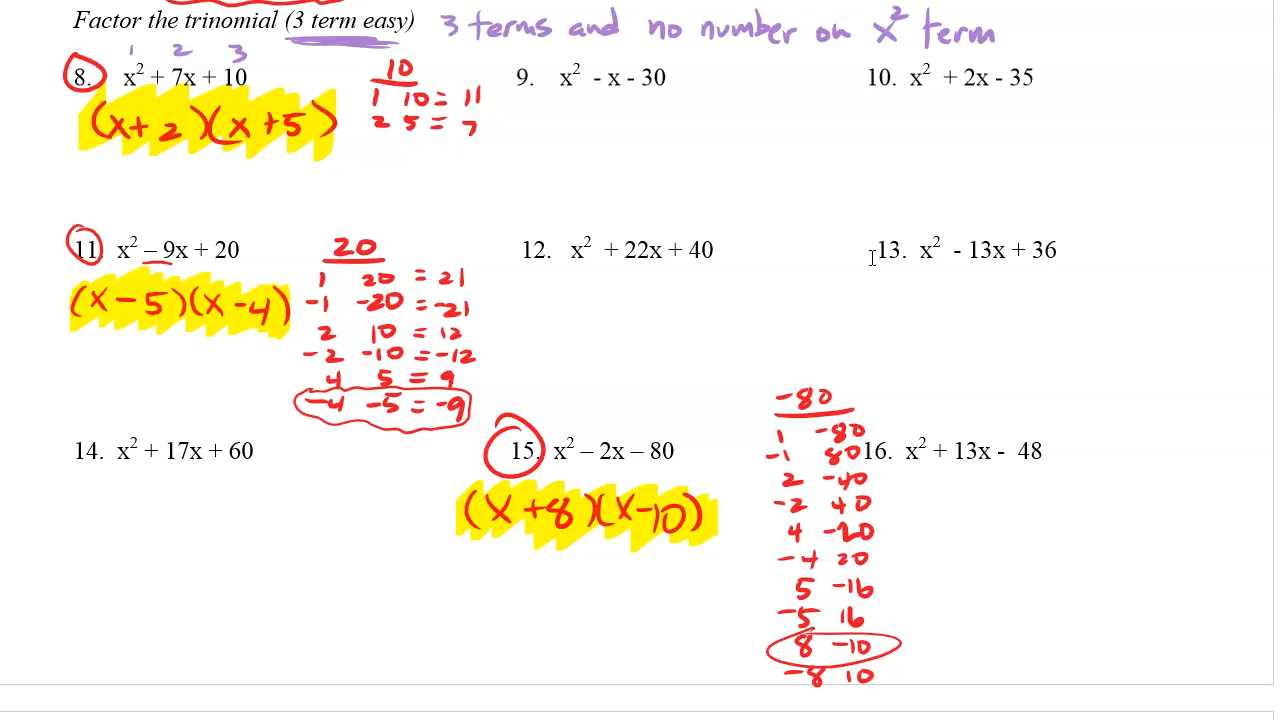 Factor the trinomial (3 term easy) 3 terms and no number on x² term
1 2 3
8. x² + 7x + 10
(x+2)(x+5)
10
1 10 = 11
2 5 = 7
9. x² - x - 30
10. x² + 2x - 35
11. x² – 9x + 20
(x-5)(x-4)
20
1 20 = 21
-1 -20 = -21
2 10 = 12
-2 -10 = -12
4 5 = 9
-4 -5 = -9
12. x² + 22x + 40
13. x² - 13x + 36
14. x² + 17x + 60
15. x² – 2x – 80
(x+8)(x-10)
-80
1 -80
-1 80
2 -40
-2 40
4 -20
-4 20
5 -16
-5 16
8 -10
-8 10
16. x² + 13x - 48